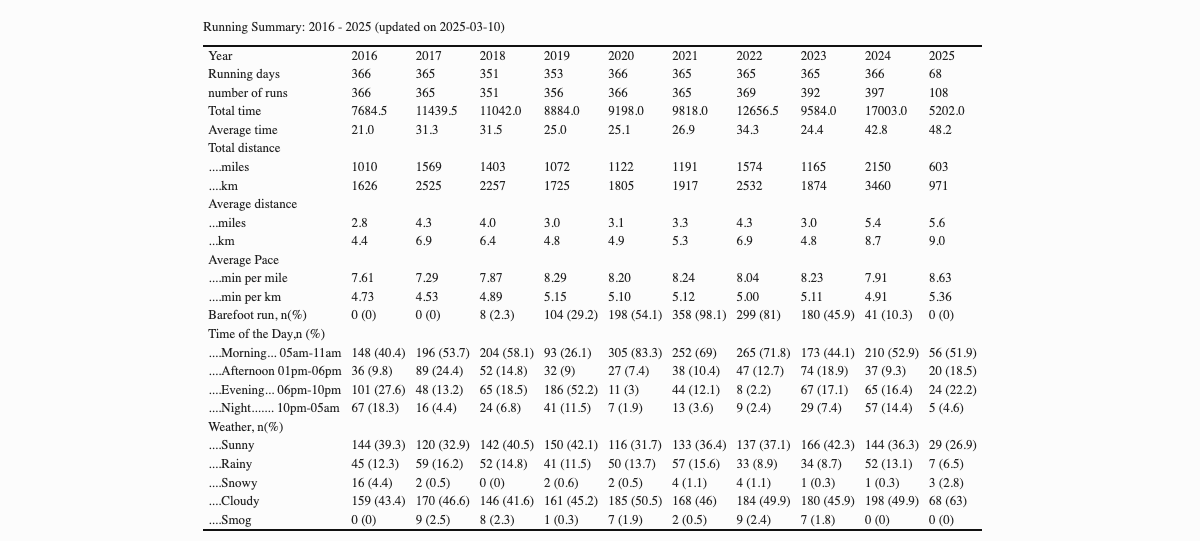 Running Summary: 2016 - 2025 (updated on 2025-03-10)
Year 2016 2017 2018 2019 2020 2021 2022 2023 2024 2025
Running days 366 365 351 353 366 365 365 365 366 68
number of runs 366 365 351 356 366 365 369 392 397 108
Total time 7684.5 11439.5 11042.0 8884.0 9198.0 9818.0 12656.5 9584.0 17003.0 5202.0
Average time 21.0 31.3 31.5 25.0 25.1 26.9 34.3 24.4 42.8 48.2
Total distance
....miles 1010 1569 1403 1072 1122 1191 1574 1165 2150 603
....km 1626 2525 2257 1725 1805 1917 2532 1874 3460 971
Average distance
...miles 2.8 4.3 4.0 3.0 3.1 3.3 4.3 3.0 5.4 5.6
...km 4.4 6.9 6.4 4.8 4.9 5.3 6.9 4.8 8.7 9.0
Average Pace
....min per mile 7.61 7.29 7.87 8.29 8.20 8.24 8.04 8.23 7.91 8.63
....min per km 4.73 4.53 4.89 5.15 5.10 5.12 5.00 5.11 4.91 5.36
Barefoot run, n(%) 0 (0) 0 (0) 8 (2.3) 104 (29.2) 198 (54.1) 358 (98.1) 299 (81) 180 (45.9) 41 (10.3) 0 (0)
Time of the Day,n (%)
....Morning... 05am-11am 148 (40.4) 196 (53.7) 204 (58.1) 93 (26.1) 305 (83.3) 252 (69) 265 (71.8) 173 (44.1) 210 (52.9) 56 (51.9)
....Afternoon 01pm-06pm 36 (9.8) 89 (24.4) 52 (14.8) 32 (9) 27 (7.4) 38 (10.4) 47 (12.7) 74 (18.9) 37 (9.3) 20 (18.5)
....Evening... 06pm-10pm 101 (27.6) 48 (13.2) 65 (18.5) 186 (52.2) 11 (3) 44 (12.1) 8 (2.2) 67 (17.1) 65 (16.4) 24 (22.2)
....Night....... 10pm-05am 67 (18.3) 16 (4.4) 24 (6.8) 41 (11.5) 7 (1.9) 13 (3.6) 9 (2.4) 29 (7.4) 57 (14.4) 5 (4.6)
Weather, n(%)
....Sunny 144 (39.3) 120 (32.9) 142 (40.5) 150 (42.1) 116 (31.7) 133 (36.4) 137 (37.1) 166 (42.3) 144 (36.3) 29 (26.9)
....Rainy 45 (12.3) 59 (16.2) 52 (14.8) 41 (11.5) 50 (13.7) 57 (15.6) 33 (8.9) 34 (8.7) 52 (13.1) 7 (6.5)
....Snowy 16 (4.4) 2 (0.5) 0 (0) 2 (0.6) 2 (0.5) 4 (1.1) 4 (1.1) 1 (0.3) 1 (0.3) 3 (2.8)
....Cloudy 159 (43.4) 170 (46.6) 146 (41.6) 161 (45.2) 185 (50.5) 168 (46) 184 (49.9) 180 (45.9) 198 (49.9) 68 (63)
....Smog 0 (0) 9 (2.5) 8 (2.3) 1 (0.3) 7 (1.9) 2 (0.5) 9 (2.4) 7 (1.8) 0 (0) 0 (0)